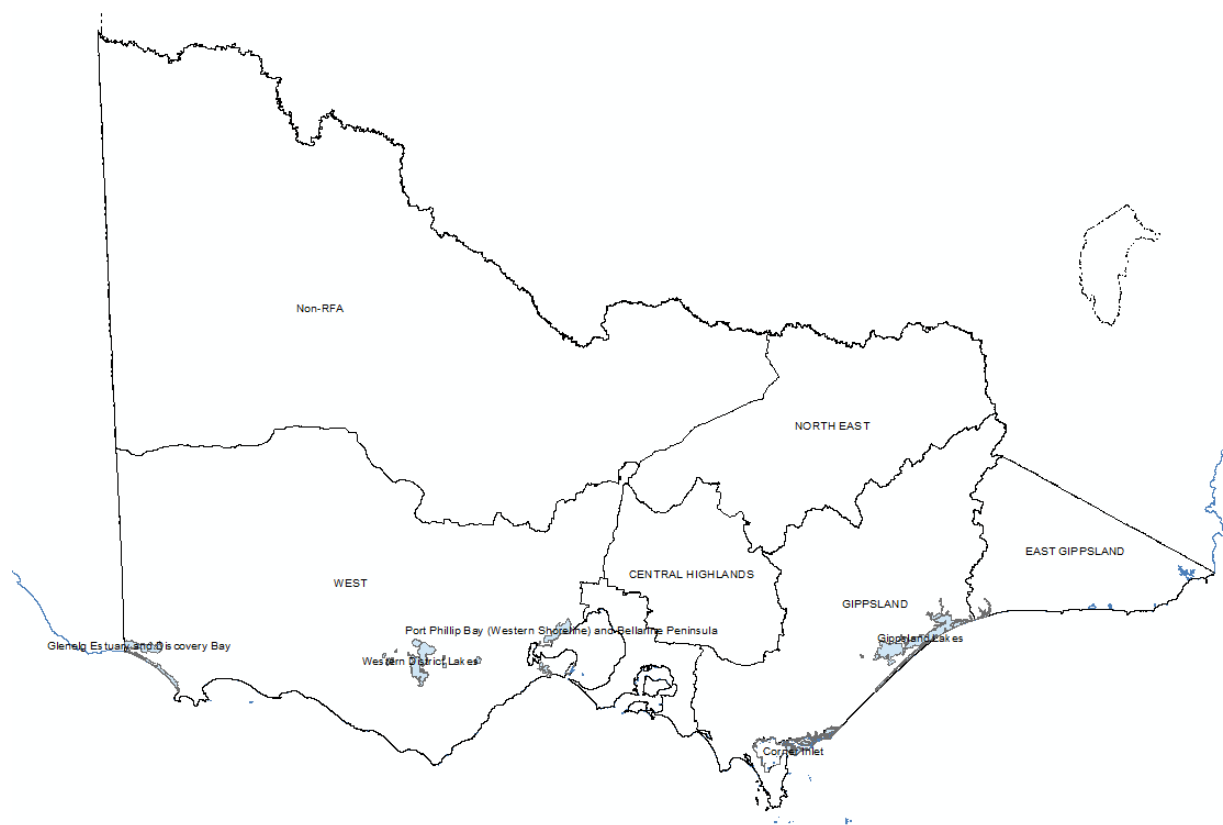 Non-RFA
NORTH EAST
EAST GIPPSLAND
CENTRAL HIGHLANDS
WEST
GIPPSLAND
Port Phillip Bay (Western Shoreline) and Bellarine Peninsula
Gippsland Lakes
Glenelg Estuary and Discovery Bay
Western District Lakes
Corner Inlet